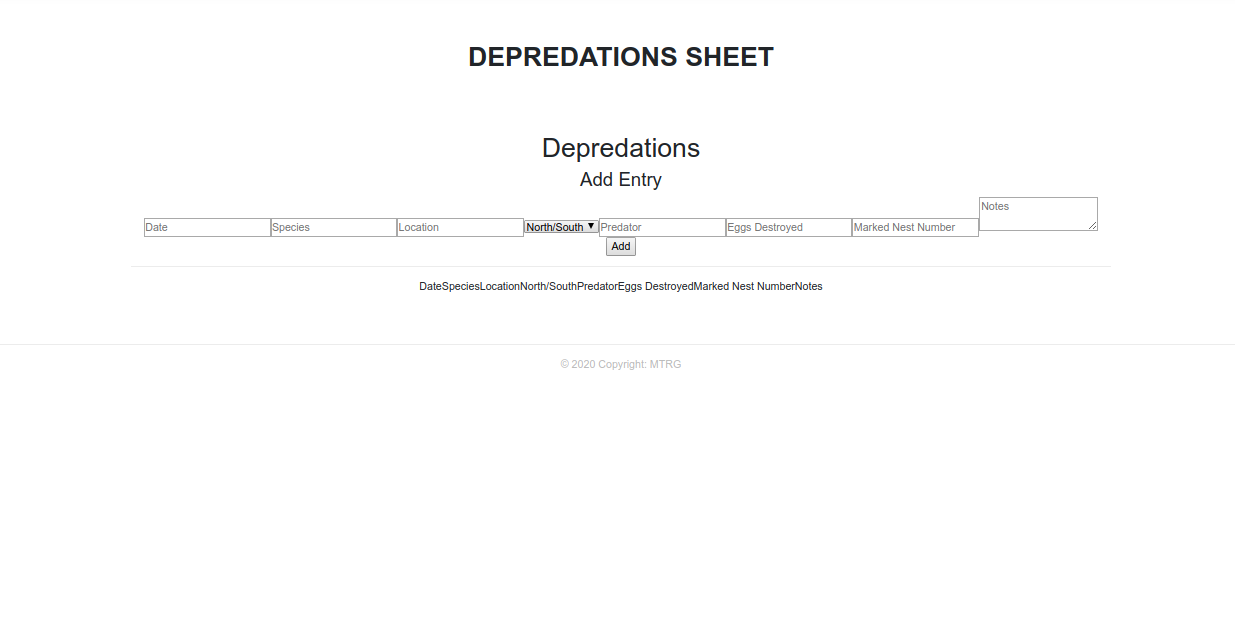 DEPREDATIONS SHEET
Depredations
Add Entry
Date Species Location North/South Predator Eggs Destroyed Marked Nest Number Notes
Add
DateSpeciesLocationNorth/SouthPredatorEggs DestroyedMarked Nest NumberNotes
© 2020 Copyright: MTRG